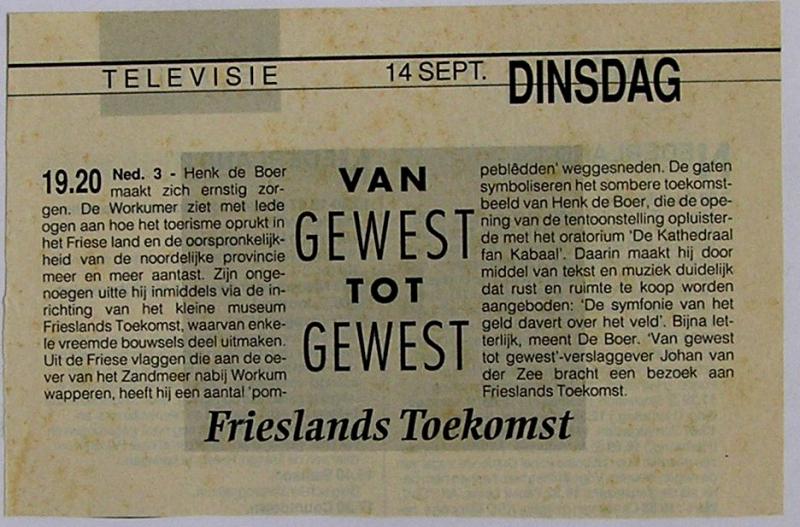 TELEVISIE 14 SEPT. DINSDAG
19.20 Ned. 3 - Henk de Boer
maakt zich ernstig zor-
gen. De Workumer ziet met lede
ogen aan hoe het toerisme oprukt in
het Friese land en de oorspronkelijk-
heid van de noordelijke provincie
meer en meer aantast. Zijn onge-
noegen uitte hij inmiddels via de in-
richting van het kleine museum
Frieslands Toekomst, waarvan enke-
le vreemde bouwsels deel uitmaken.
Uit de Friese vlaggen die aan de oe-
ver van het Zandmeer nabij Workum
wapperen, heeft hij een aantal 'pom-
VAN
GEWEST
TOT
GEWEST
peblêdden' weggesneden. De gaten
symboliseren het sombere toekomst-
beeld van Henk de Boer, die de ope-
ning van de tentoonstelling opluister-
de met het oratorium 'De Kathedraal
fan Kabaal'. Daarin maakt hij door
middel van tekst en muziek duidelijk
dat rust en ruimte te koop worden
aangeboden: 'De symfonie van het
geld davert over het veld'. Bijna let-
terlijk, meent De Boer. 'Van gewest
tot gewest'-verslaggever Johan van
der Zee bracht een bezoek aan
Frieslands Toekomst.
Frieslands Toekomst